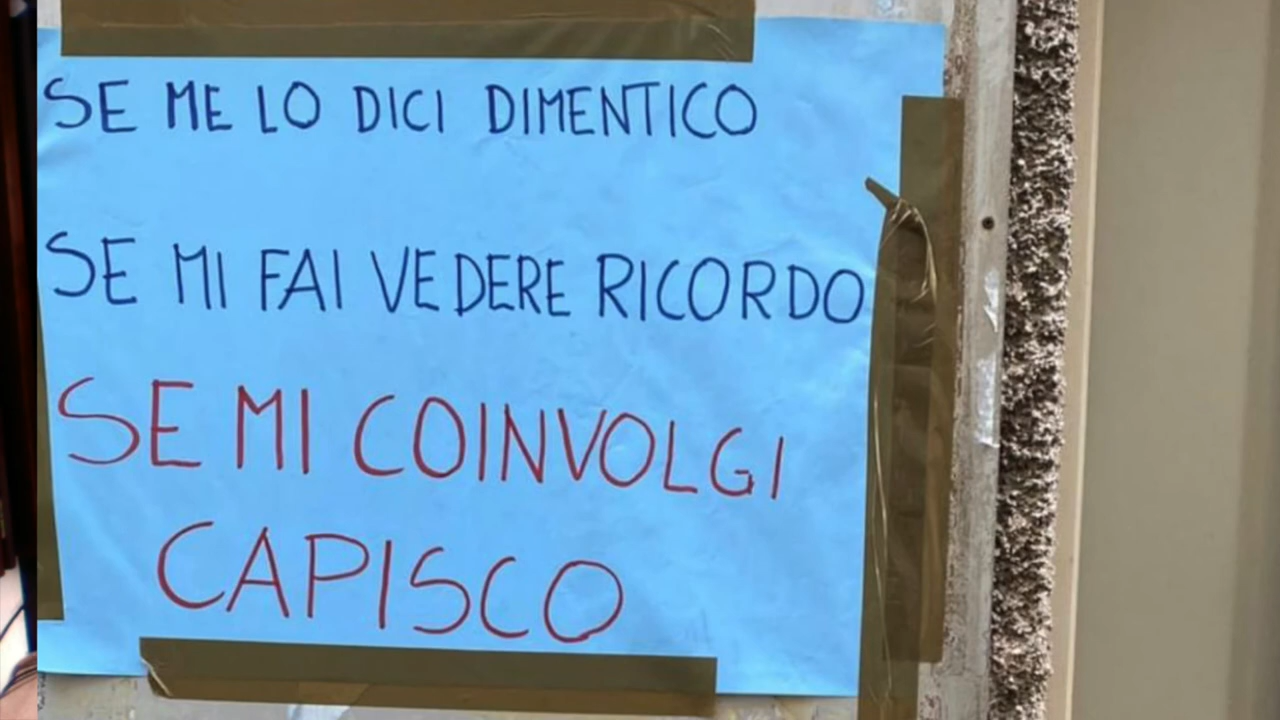 SE ME LO DICI DIMENTICO
SE MI FAI VEDERE RICORDO
SE MI COINVOLGI
CAPISCO